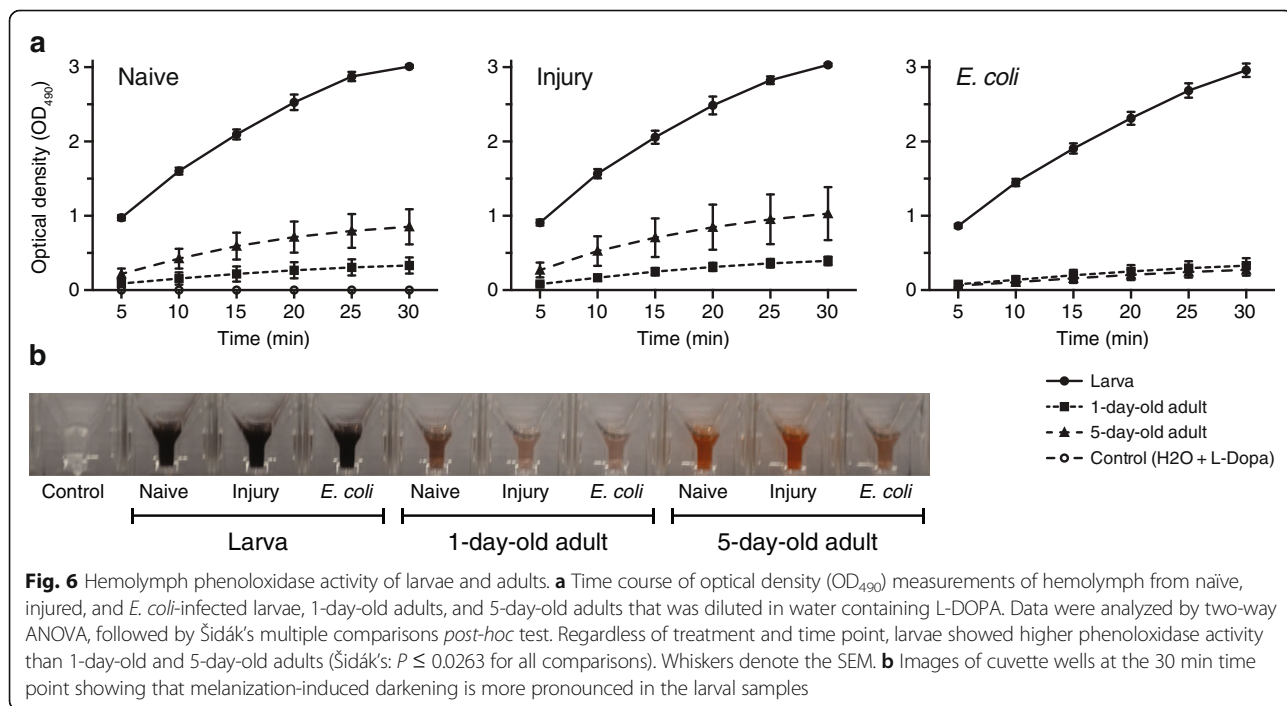 a
Naive
Injury
E. coli
Optical density (OD490)
3
2
1
0
5 10 15 20 25 30
Time (min)
3
2
1
0
5 10 15 20 25 30
Time (min)
3
2
1
0
5 10 15 20 25 30
Time (min)
b
Larva
1-day-old adult
5-day-old adult
Control (H2O + L-Dopa)
Control Naive Injury E. coli Naive Injury E. coli Naive Injury E. coli
Larva 1-day-old adult 5-day-old adult
Fig. 6 Hemolymph phenoloxidase activity of larvae and adults. a Time course of optical density (OD490) measurements of hemolymph from naïve,
injured, and E. coli-infected larvae, 1-day-old adults, and 5-day-old adults that was diluted in water containing L-DOPA. Data were analyzed by two-way
ANOVA, followed by Šidák's multiple comparisons post-hoc test. Regardless of treatment and time point, larvae showed higher phenoloxidase activity
than 1-day-old and 5-day-old adults (Šidák's: P ≤ 0.0263 for all comparisons). Whiskers denote the SEM. b Images of cuvette wells at the 30 min time
point showing that melanization-induced darkening is more pronounced in the larval samples